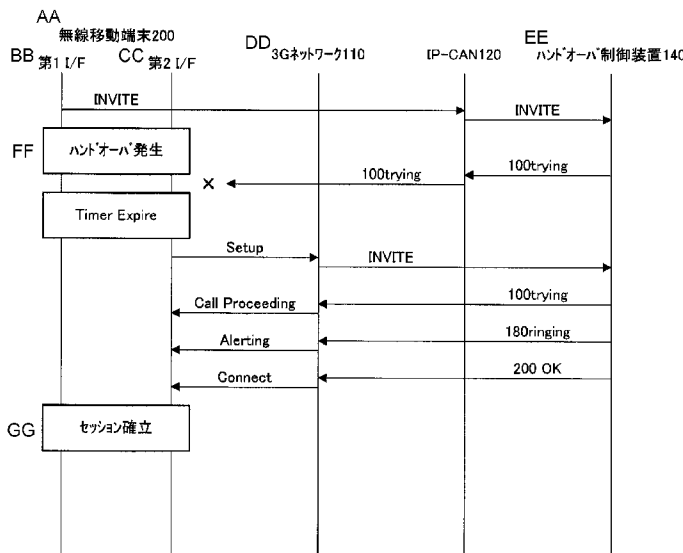 AA
無線移動端末200
BB 第1 I/F
CC 第2 I/F
DD 3Gネットワーク110
IP-CAN120
EE
ハンドオーバ制御装置140
INVITE
INVITE
FF ハンドオーバ発生
100trying
100trying
×
Timer Expire
Setup
INVITE
100trying
Call Proceeding
180ringing
Alerting
200 OK
Connect
GG セッション確立